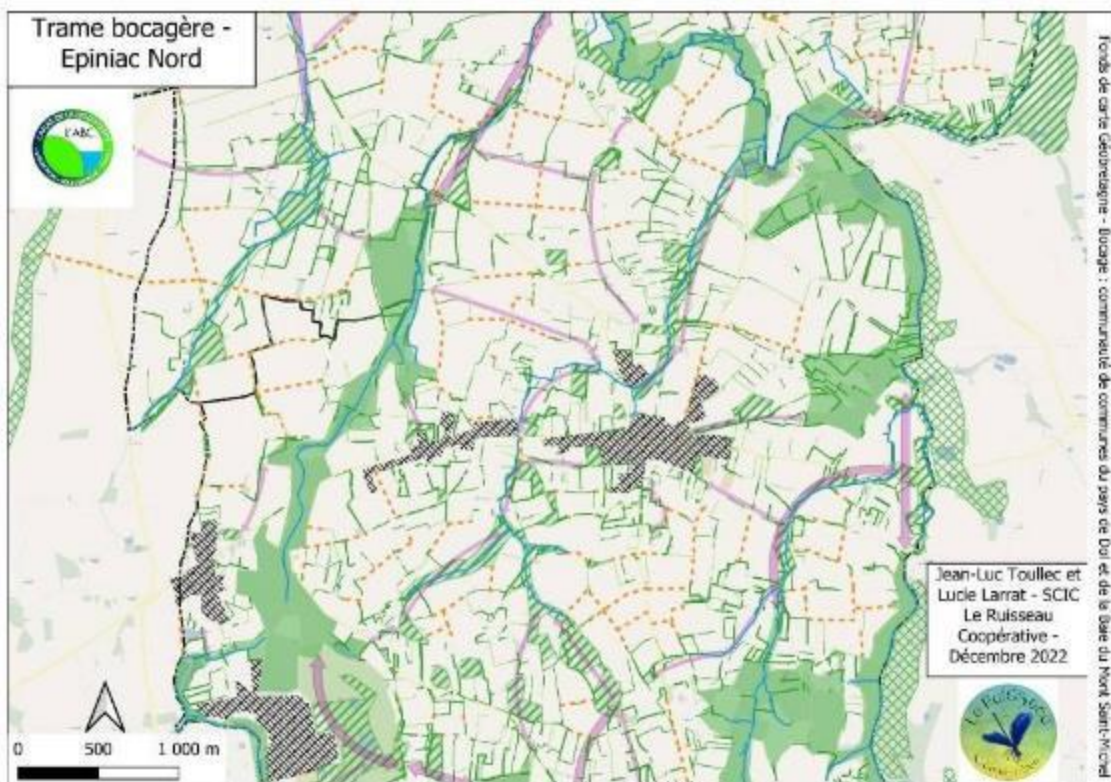 Trame bocagère -
Epiniac Nord
l'ABC
Fonds de carte Géobretagne - Bocage : communauté de communes du pays de Dol et de la Baie du Mont Saint-Michel
Jean-Luc Toullec et
Lucie Larrat - SCIC
Le Ruisseau
Coopérative -
Décembre 2022
0 500 1 000 m